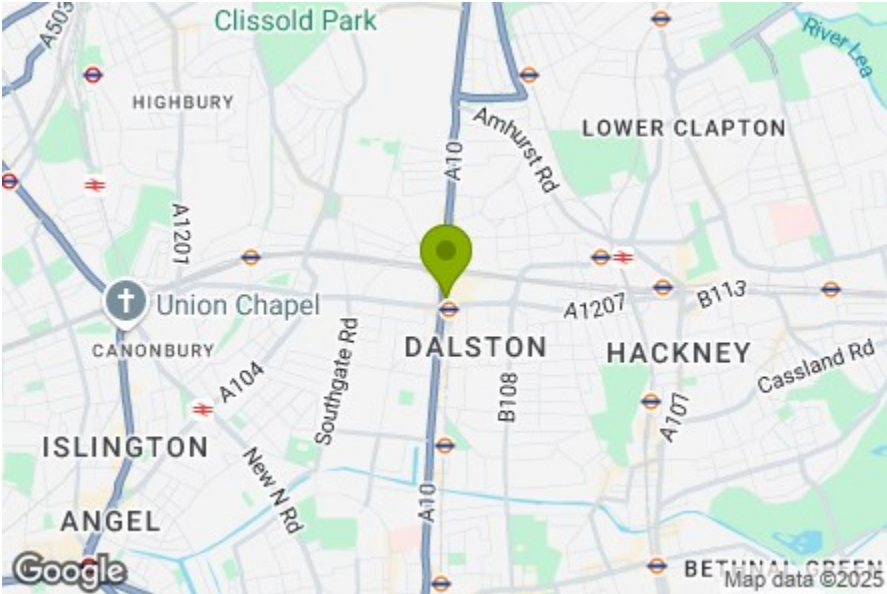 Clissold Park
A503
River Lea
HIGHBURY
Amhurst Rd
LOWER CLAPTON
A10
A1201
Union Chapel
A1207
B113
CANONBURY
Southgate Rd
DALSTON
HACKNEY
Cassland Rd
A104
B108
A107
ISLINGTON
New N Rd
A10
ANGEL
Google
BETHNAL GREEN
Map data ©2025